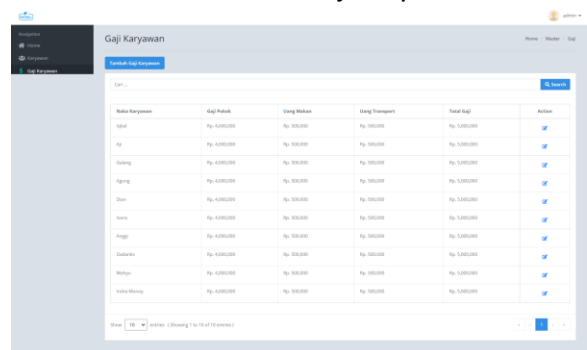 admin
Navigation
Home
Karyawan
Gaji Karyawan
Gaji Karyawan
Home / Master / Gaji
Tambah Gaji Karyawan
Cari ...
Search
Nama Karyawan Gaji Pokok Uang Makan Uang Transport Total Gaji Action
Iqbal Rp. 4,000,000 Rp. 500,000 Rp. 500,000 Rp. 5,000,000
Aji Rp. 4,000,000 Rp. 500,000 Rp. 500,000 Rp. 5,000,000
Galang Rp. 4,000,000 Rp. 500,000 Rp. 500,000 Rp. 5,000,000
Agung Rp. 4,000,000 Rp. 500,000 Rp. 500,000 Rp. 5,000,000
Dian Rp. 4,000,000 Rp. 500,000 Rp. 500,000 Rp. 5,000,000
Rp. 4,000,000 Rp. 500,000 Rp. 500,000 Rp. 5,000,000
Anggi Rp. 4,000,000 Rp. 500,000 Rp. 500,000 Rp. 5,000,000
Rp. 4,000,000 Rp. 500,000 Rp. 500,000 Rp. 5,000,000
Wahyu Rp. 4,000,000 Rp. 500,000 Rp. 500,000 Rp. 5,000,000
Rp. 4,000,000 Rp. 500,000 Rp. 500,000 Rp. 5,000,000
Show 10 entries (Showing 1 to 10 of 10 entries)
1